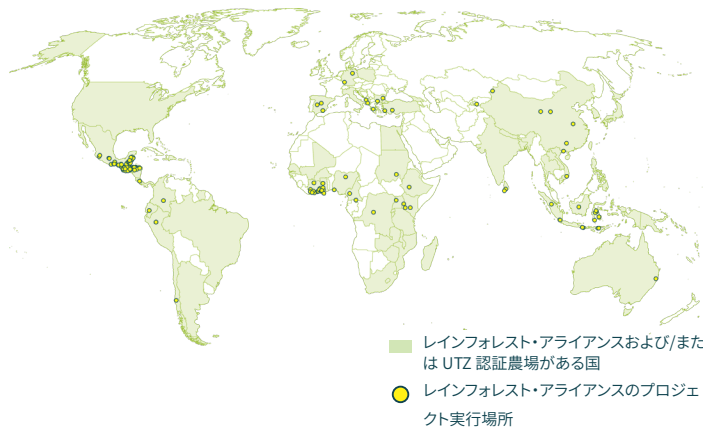 レインフォレスト・アライアンスおよび/また
は UTZ 認証農場がある国
レインフォレスト・アライアンスのプロジェ
クト実行場所